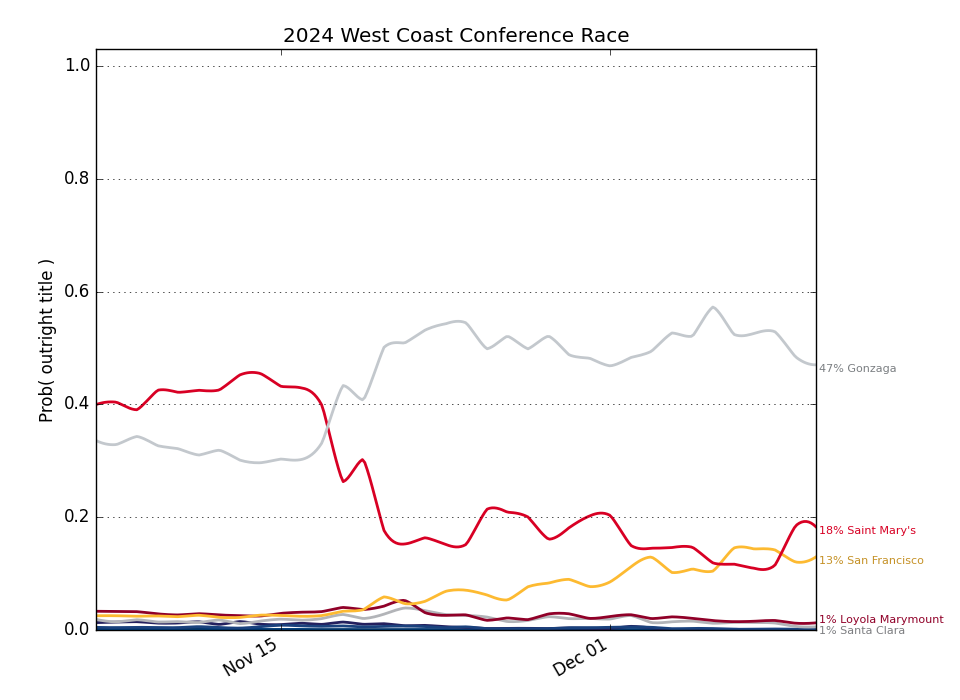 2024 West Coast Conference Race
Prob( outright title )
1.0
0.8
0.6
0.4
0.2
0.0
Nov 15
Dec 01
47% Gonzaga
18% Saint Mary's
13% San Francisco
1% Loyola Marymount
1% Santa Clara